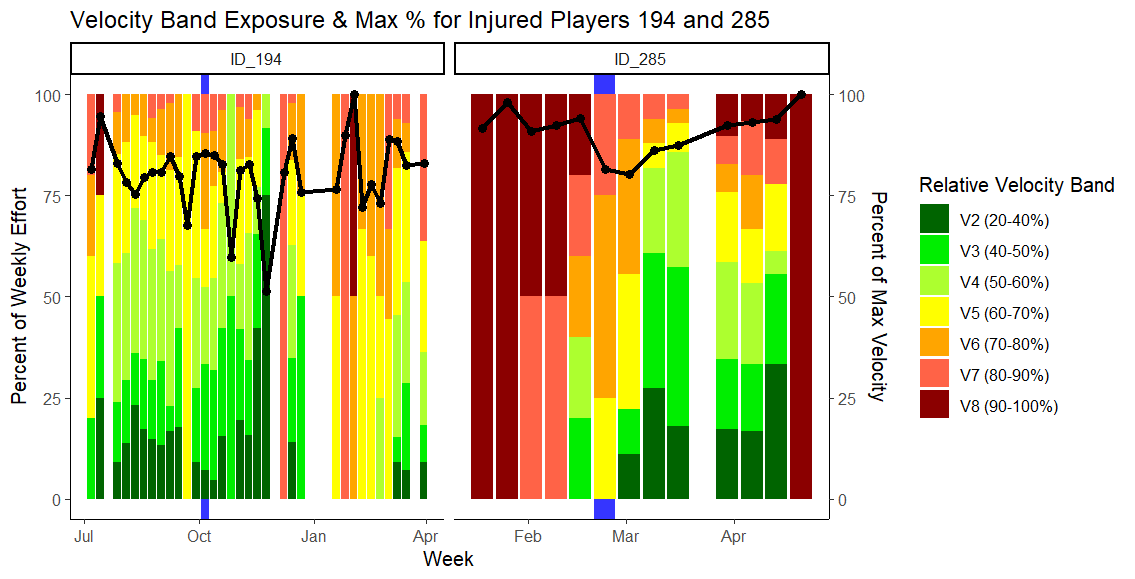 Velocity Band Exposure & Max % for Injured Players 194 and 285
ID_194
ID_285
Percent of Weekly Effort
100
75
50
25
0
Jul
Oct
Jan
Apr
Feb
Mar
Apr
Week
100
75
50
25
0
Percent of Max Velocity
Relative Velocity Band
V2 (20-40%)
V3 (40-50%)
V4 (50-60%)
V5 (60-70%)
V6 (70-80%)
V7 (80-90%)
V8 (90-100%)